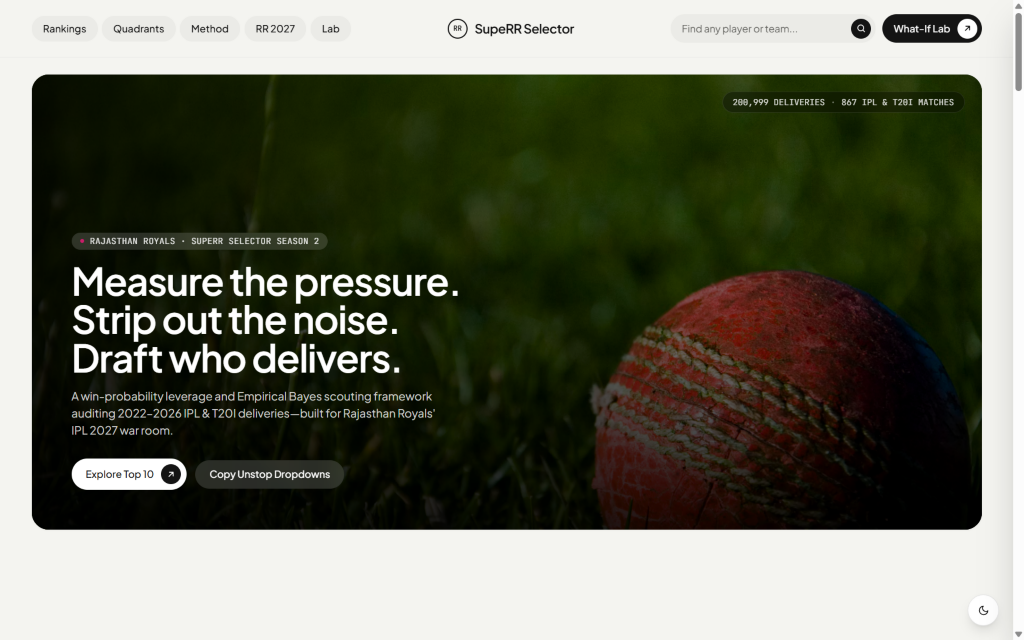 Rankings
Quadrants
Method
RR 2027
Lab
RR
SupeRR Selector
Find any player or team...
What-If Lab
200,999 DELIVERIES · 867 IPL & T20I MATCHES
RAJASTHAN ROYALS · SUPERR SELECTOR SEASON 2
Measure the pressure.
Strip out the noise.
Draft who delivers.
A win-probability leverage and Empirical Bayes scouting framework
auditing 2022–2026 IPL & T20I deliveries—built for Rajasthan Royals'
IPL 2027 war room.
Explore Top 10
Copy Unstop Dropdowns